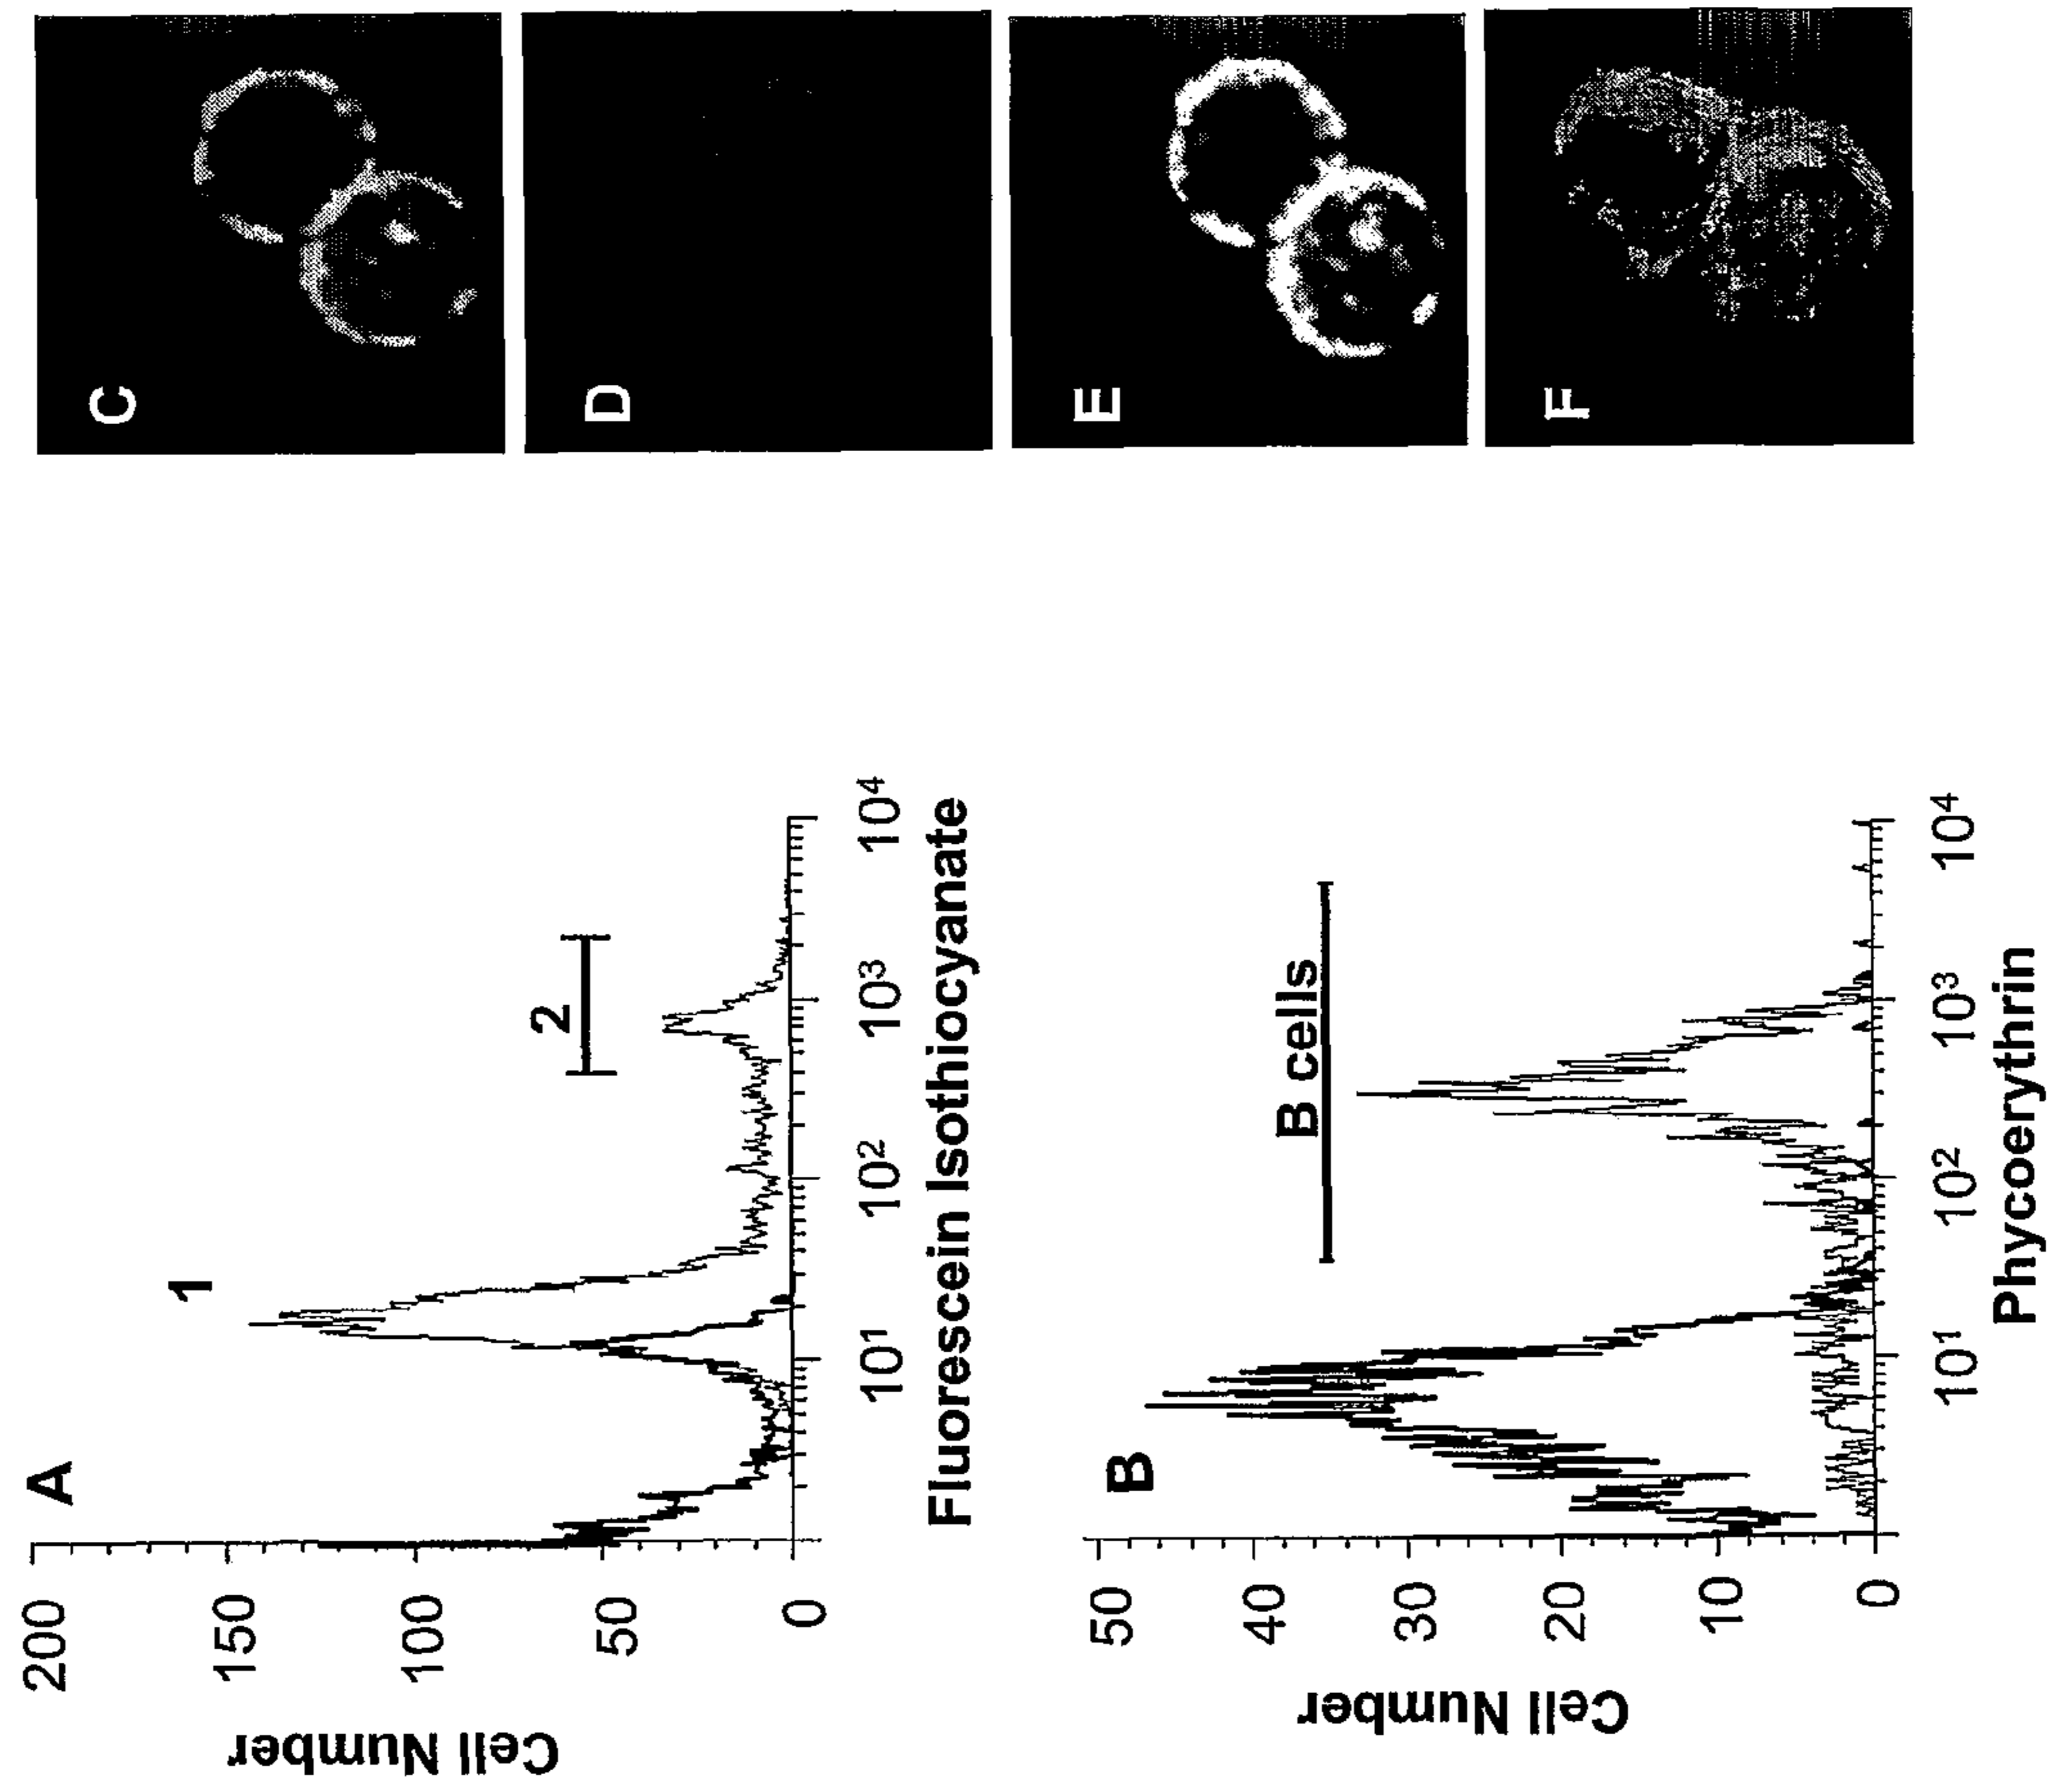 A
200
150
100
50
0
Cell Number
1
2
10¹
10²
10³
10⁴
Fluorescein Isothiocyanate
B
50
40
30
20
10
0
Cell Number
B cells
10¹
10²
10³
10⁴
Phycoerythrin
C
D
E
F